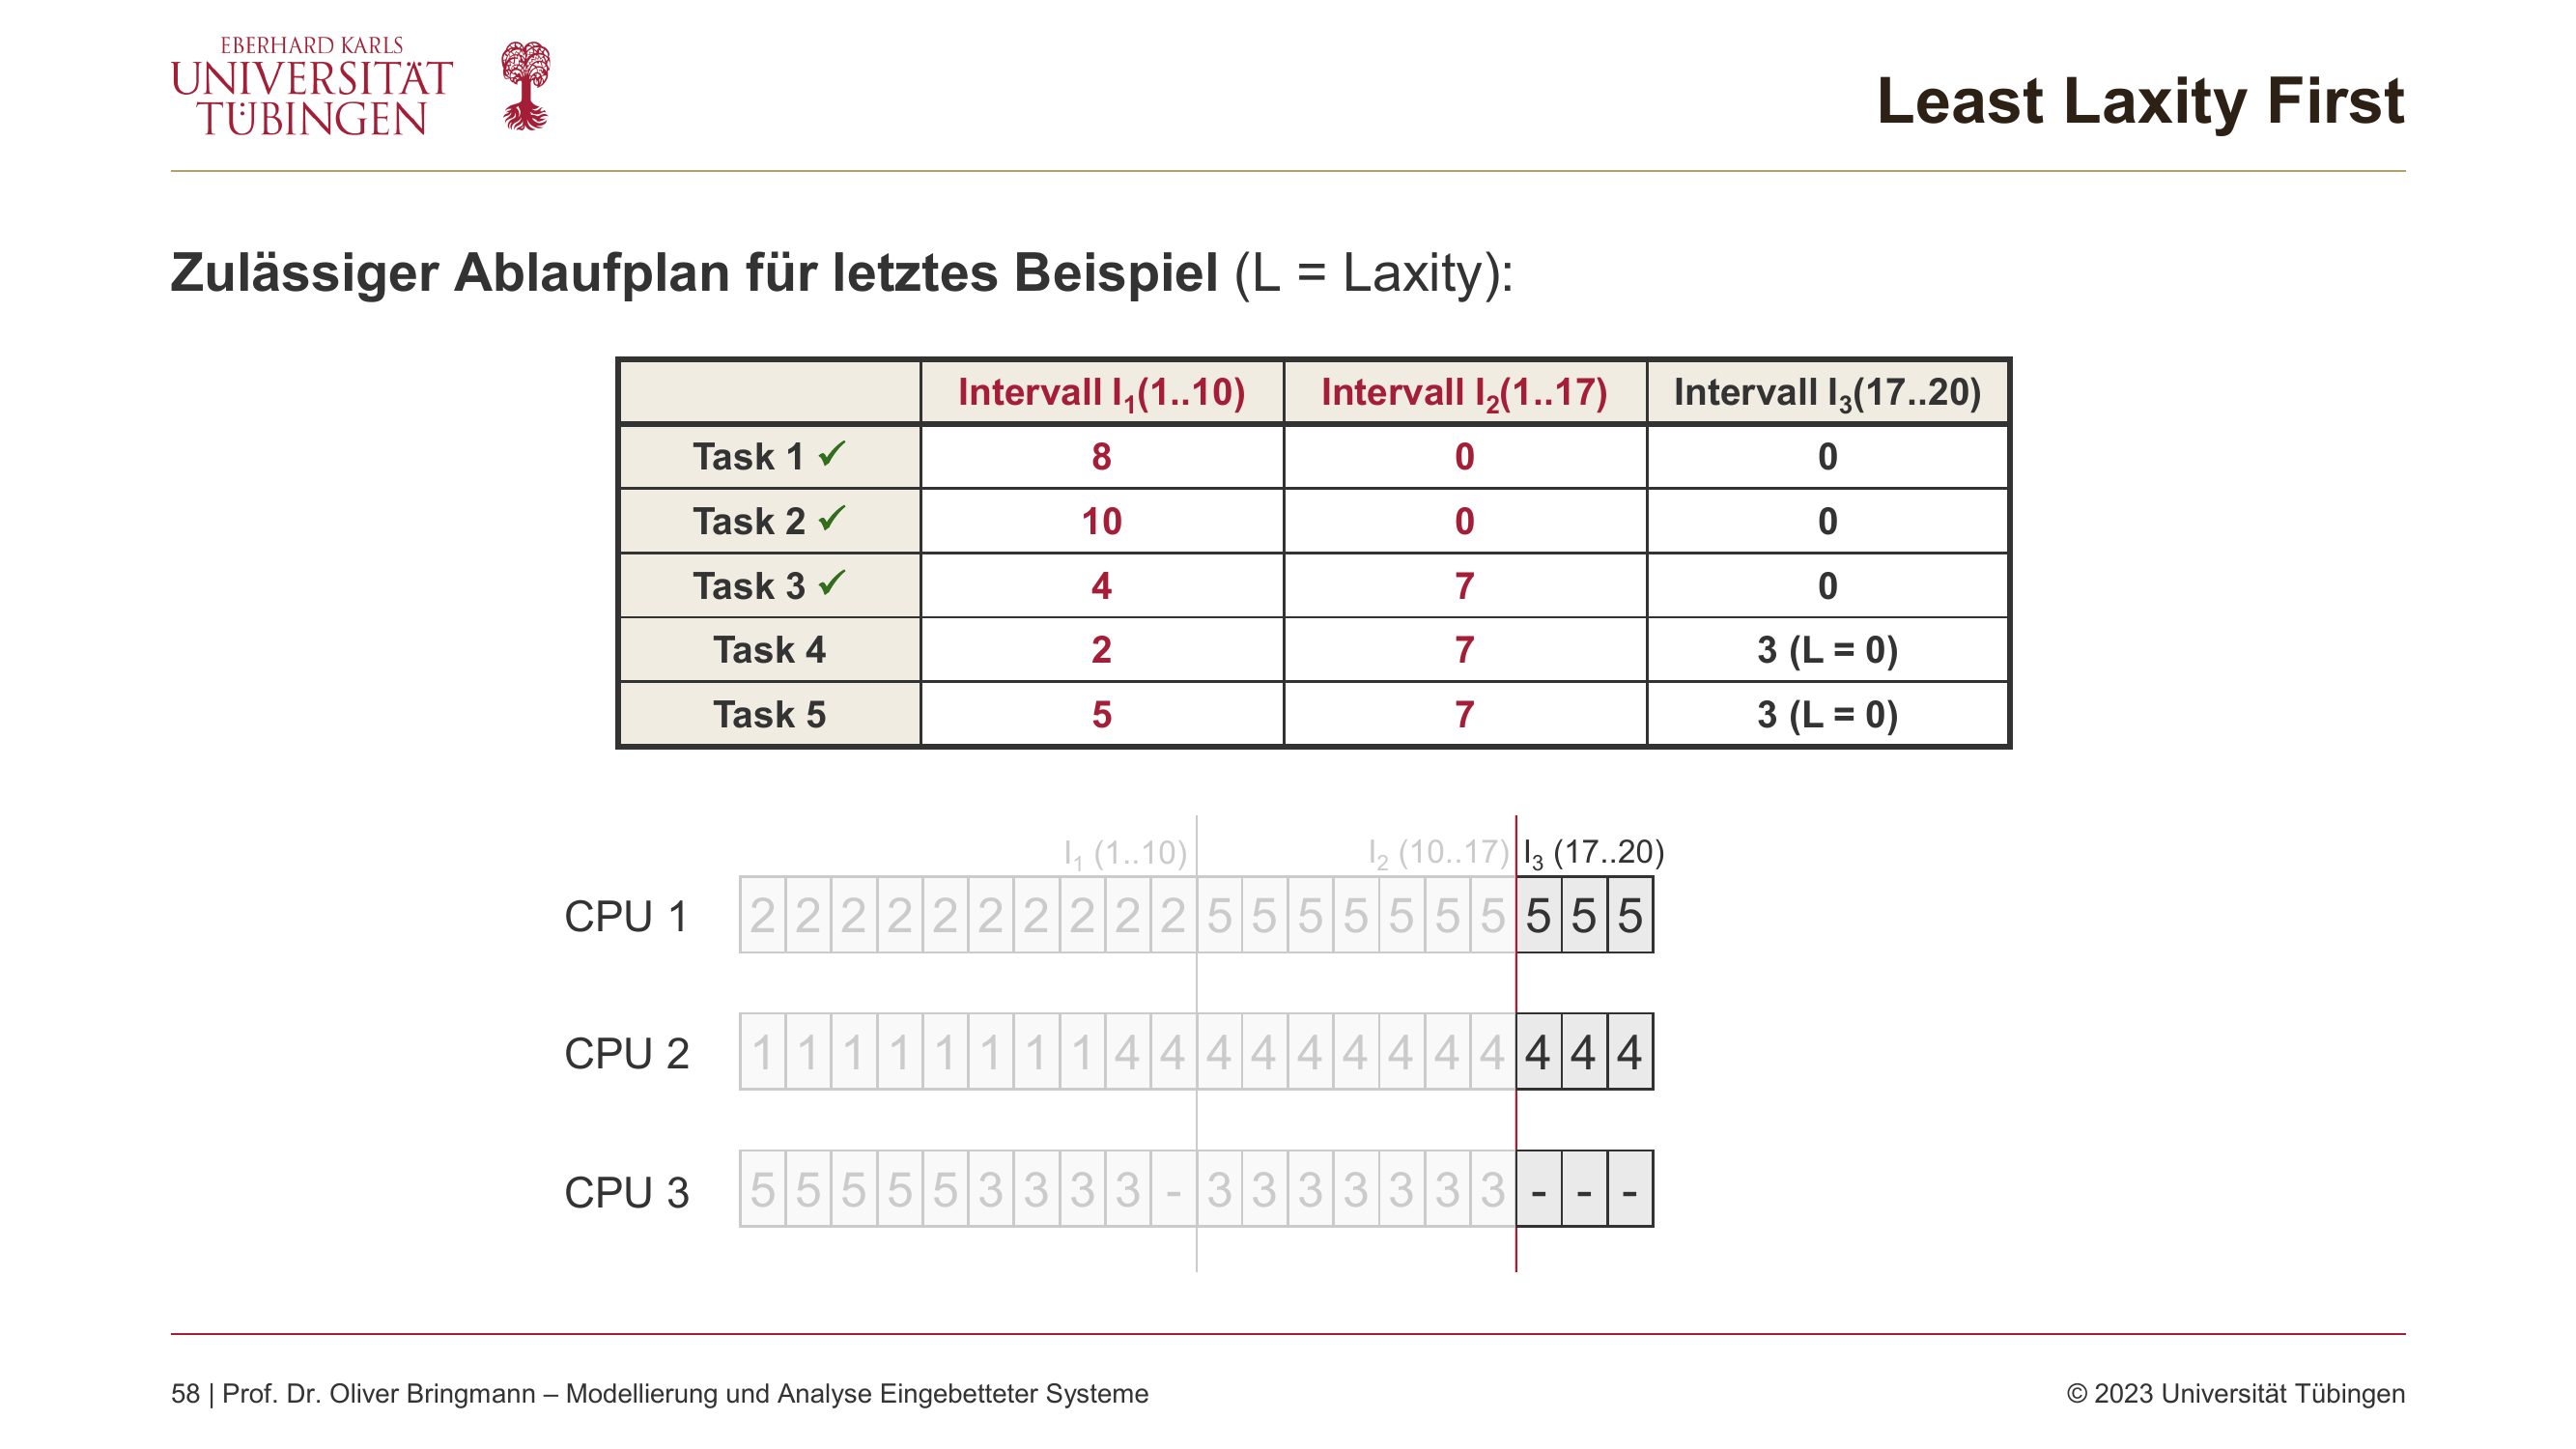 EBERHARD KARLS
UNIVERSITÄT
TÜBINGEN
Least Laxity First
Zulässiger Ablaufplan für letztes Beispiel (L = Laxity):
Intervall I1(1..10) Intervall I2(1..17) Intervall I3(17..20)
Task 1 ✓ 8 0 0
Task 2 ✓ 10 0 0
Task 3 ✓ 4 7 0
Task 4 2 7 3 (L = 0)
Task 5 5 7 3 (L = 0)
I1 (1..10) I2 (10..17) I3 (17..20)
CPU 1 2 2 2 2 2 2 2 2 2 2 5 5 5 5 5 5 5 5 5 5
CPU 2 1 1 1 1 1 1 1 1 4 4 4 4 4 4 4 4 4 4 4 4
CPU 3 5 5 5 5 5 3 3 3 3 - 3 3 3 3 3 3 3 - - -
58 | Prof. Dr. Oliver Bringmann – Modellierung und Analyse Eingebetteter Systeme © 2023 Universität Tübingen